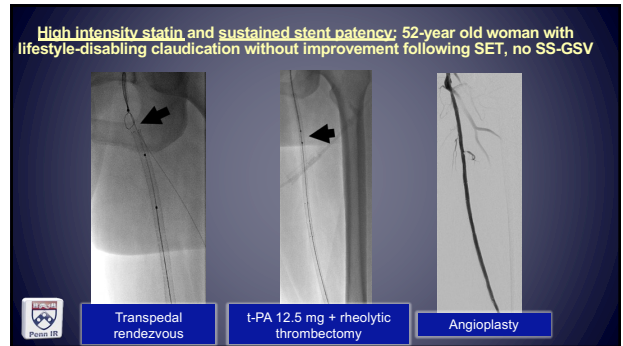 High intensity statin and sustained stent patency; 52-year old woman with
lifestyle-disabling claudication without improvement following SET, no SS-GSV
Transpedal
rendezvous
t-PA 12.5 mg + rheolytic
thrombectomy
Angioplasty
Penn IR